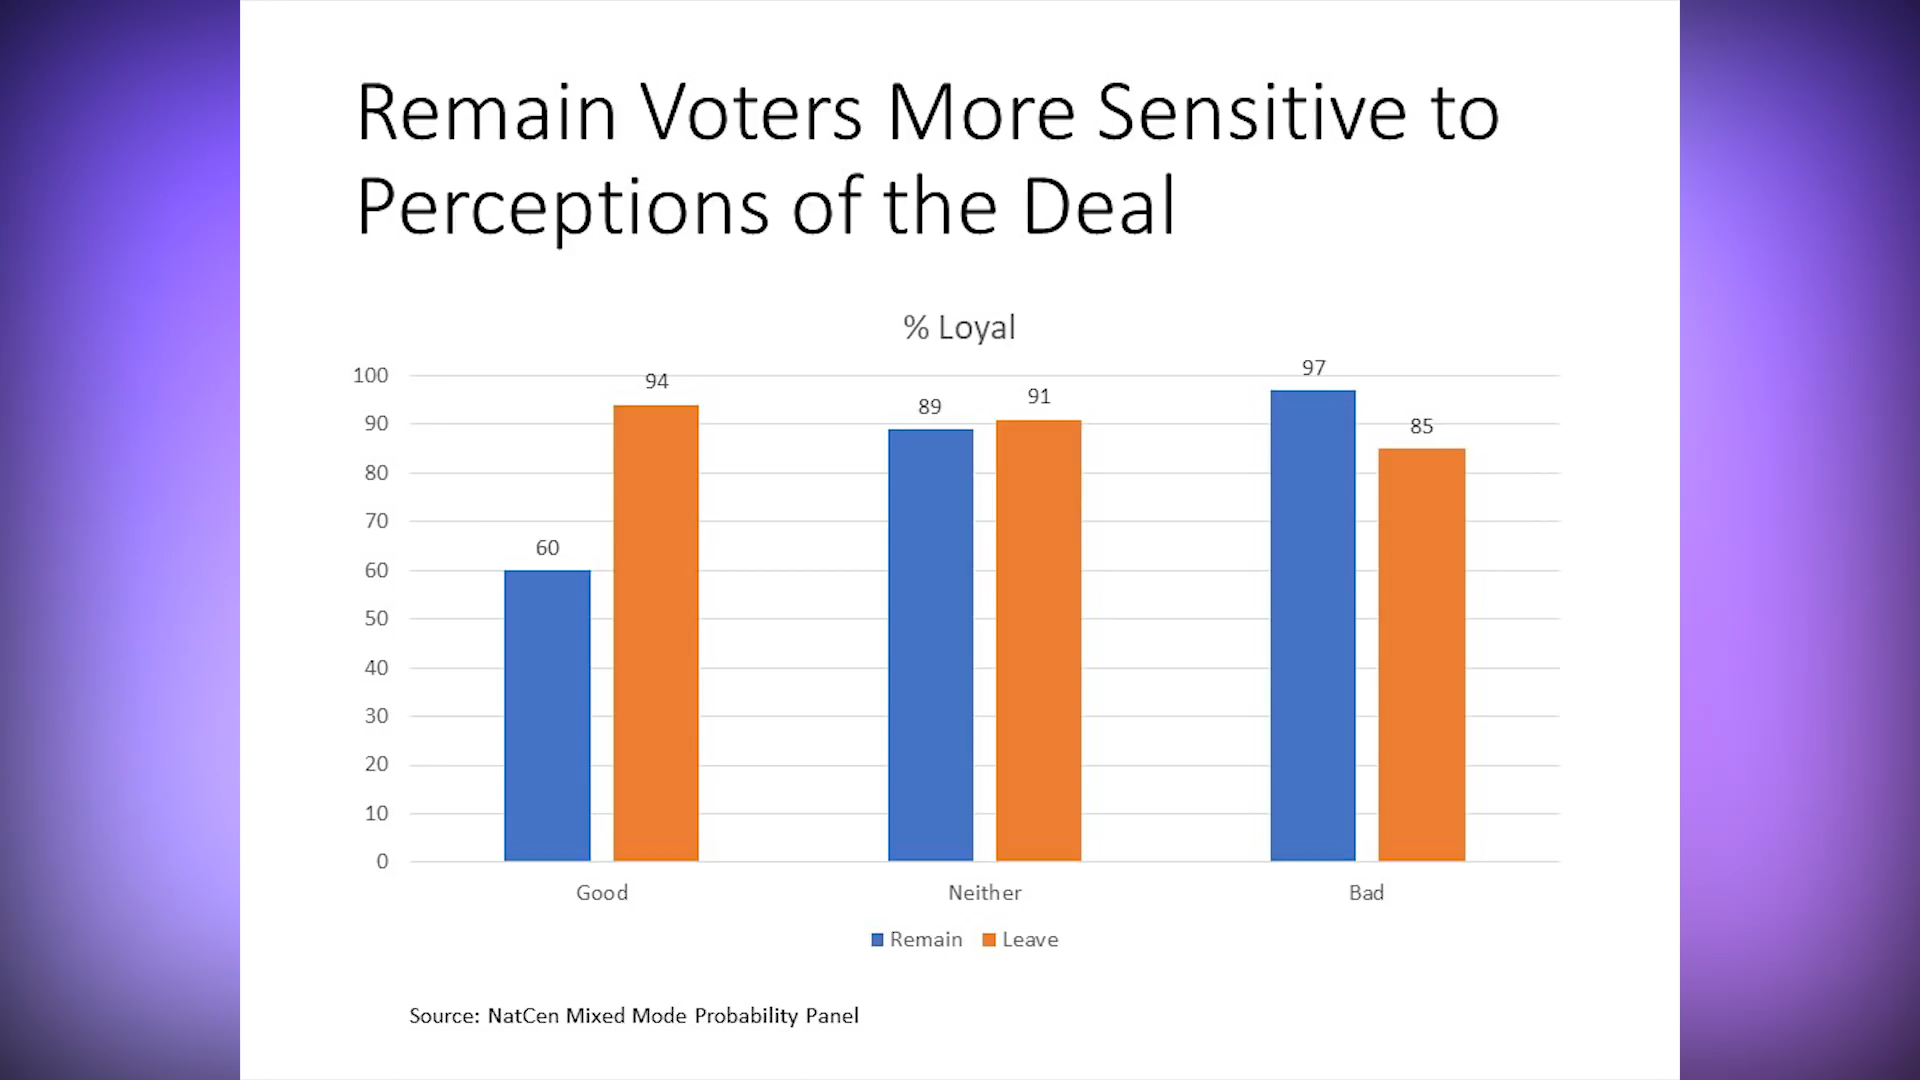 Remain Voters More Sensitive to
Perceptions of the Deal
% Loyal
100
90
80
70
60
50
40
30
20
10
0
60
94
89
91
97
85
Good
Neither
Bad
Remain
Leave
Source: NatCen Mixed Mode Probability Panel